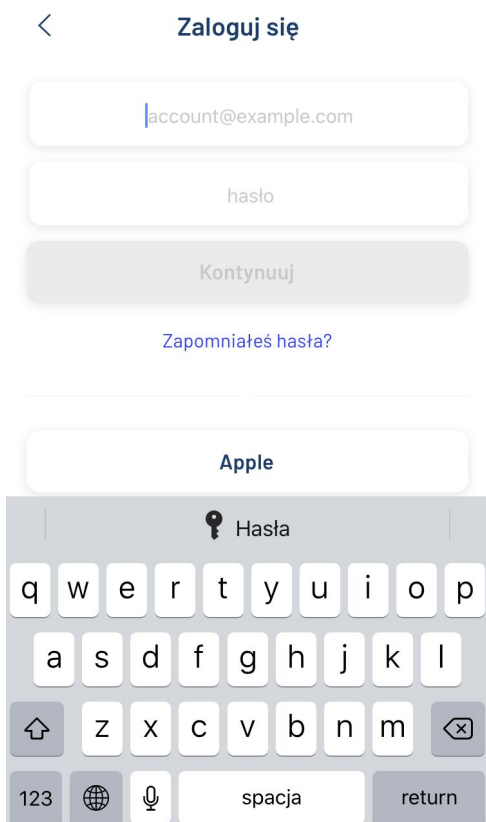 Zaloguj się
account@example.com
hasło
Kontynuuj
Zapomniałeś hasła?
Apple
Hasła
q w e r t y u i o p
a s d f g h j k l
z x c v b n m
123 spacja return